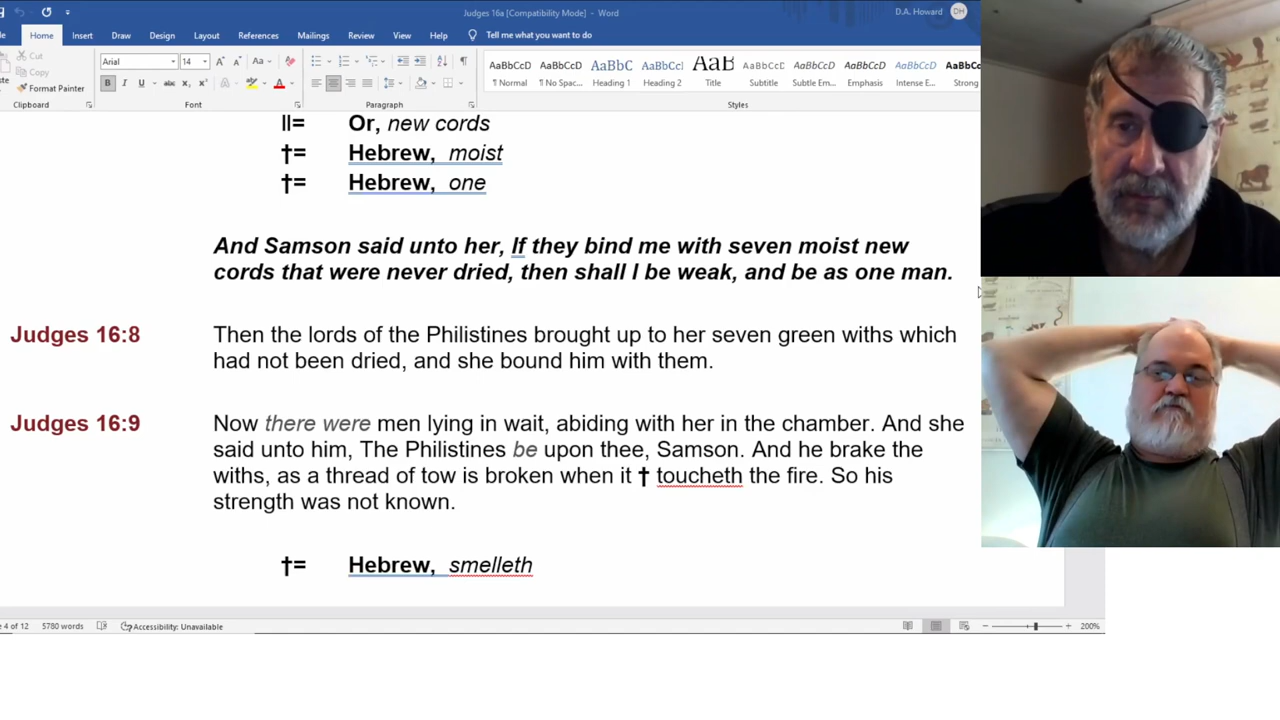 Judges 16a [Compatibility Mode] - Word
D.A. Howard DH
Home Insert Draw Design Layout References Mailings Review View Help Tell me what you want to do
Cut
Copy
Format Painter
Arial 14
AaBbCcD AaBbCcD AaBbC AaBbCc AaB AaBbCcD AaBbCcD AaBbCcD AaBbCcD AaBbCc
¶ Normal ¶ No Spac... Heading 1 Heading 2 Title Subtitle Subtle Em... Emphasis Intense E... Strong
Clipboard Font Paragraph Styles
‖= Or, new cords
†= Hebrew, moist
†= Hebrew, one
And Samson said unto her, If they bind me with seven moist new
cords that were never dried, then shall I be weak, and be as one man.
Judges 16:8 Then the lords of the Philistines brought up to her seven green withs which
had not been dried, and she bound him with them.
Judges 16:9 Now there were men lying in wait, abiding with her in the chamber. And she
said unto him, The Philistines be upon thee, Samson. And he brake the
withs, as a thread of tow is broken when it † toucheth the fire. So his
strength was not known.
†= Hebrew, smelleth
4 of 12 5780 words Accessibility: Unavailable 200%